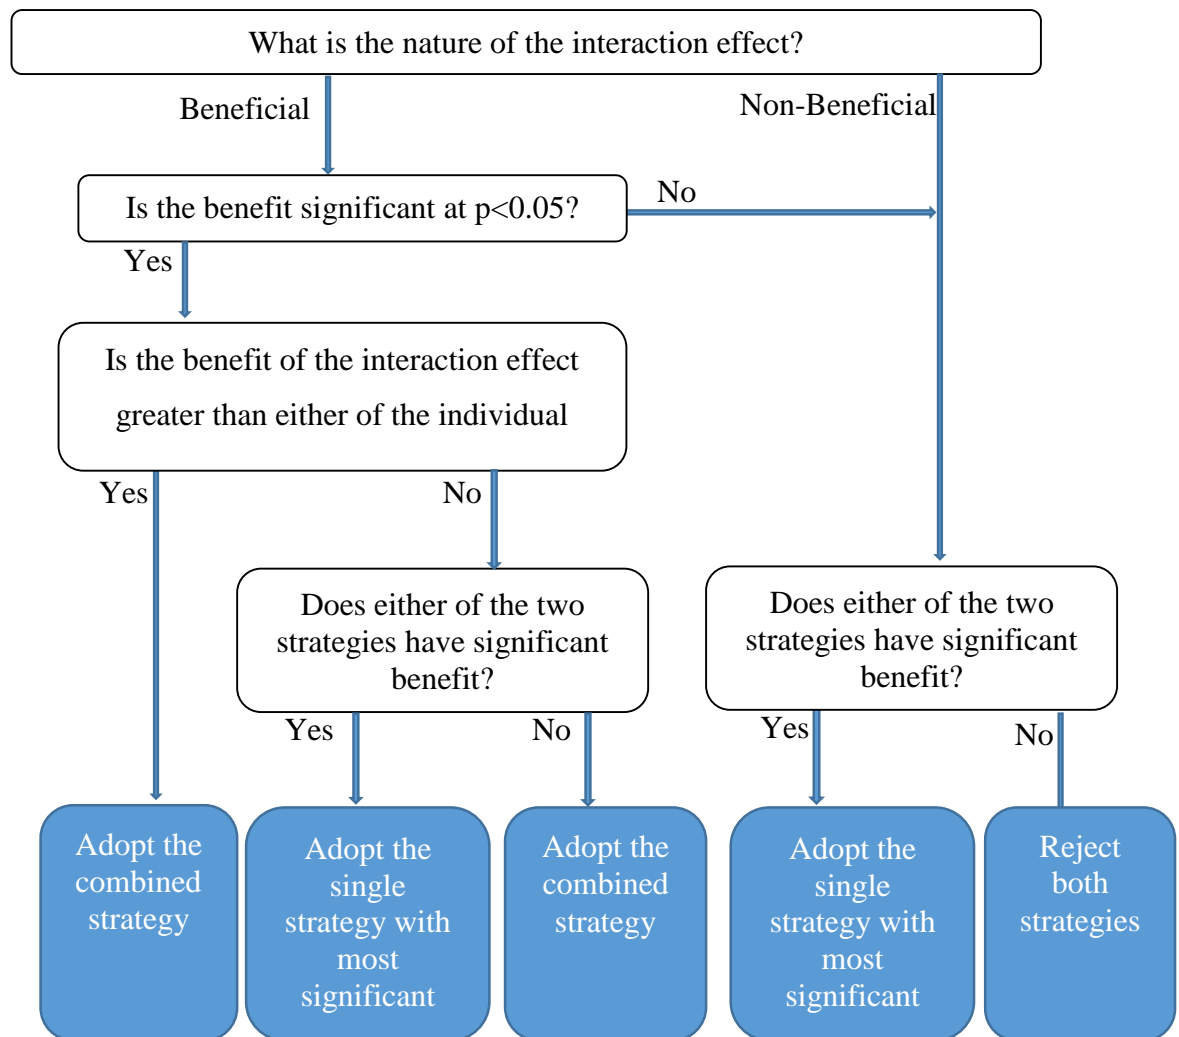 What is the nature of the interaction effect?
Beneficial
Non-Beneficial
Is the benefit significant at p<0.05?
No
Yes
Is the benefit of the interaction effect
greater than either of the individual
Yes
No
Does either of the two
strategies have significant
benefit?
Does either of the two
strategies have significant
benefit?
Yes
No
Yes
No
Adopt the
combined
strategy
Adopt the
single
strategy with
most
significant
Adopt the
combined
strategy
Adopt the
single
strategy with
most
significant
Reject
both
strategies